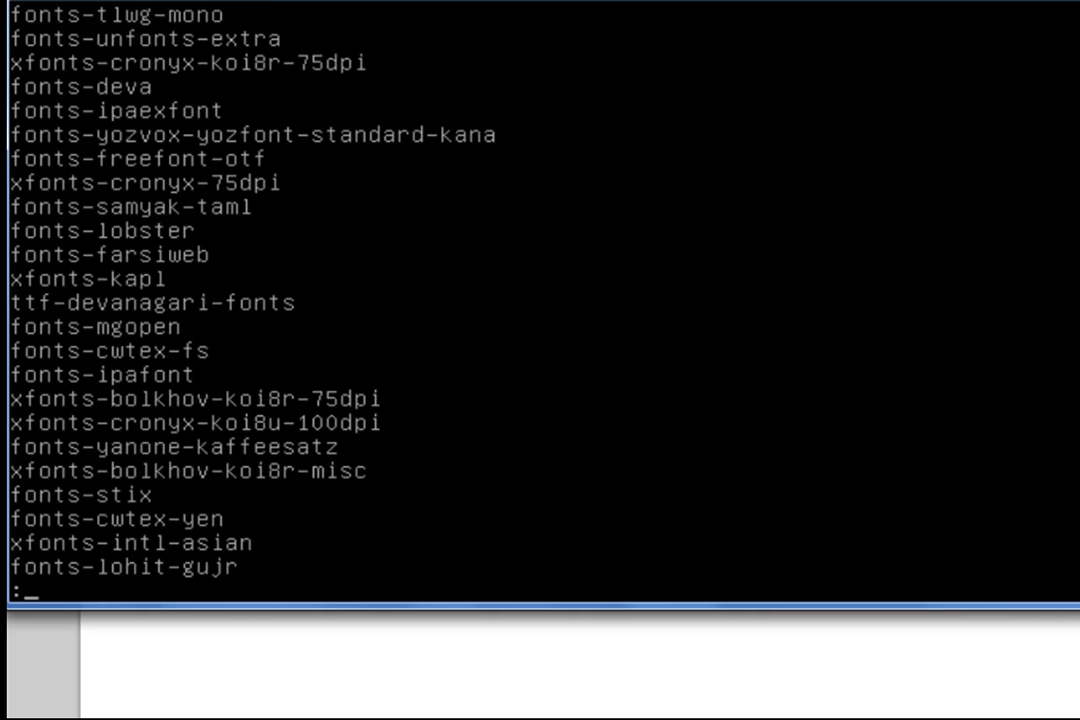 fonts-tlwg-mono
fonts-unfonts-extra
xfonts-cronyx-koi8r-75dpi
fonts-deva
fonts-ipaexfont
fonts-yozvox-yozfont-standard-kana
fonts-freefont-otf
xfonts-cronyx-75dpi
fonts-samyak-taml
fonts-lobster
fonts-farsiweb
xfonts-kapl
ttf-devanagari-fonts
fonts-mgopen
fonts-cwtex-fs
fonts-ipafont
xfonts-bolkhov-koi8r-75dpi
xfonts-cronyx-koi8u-100dpi
fonts-yanone-kaffeesatz
xfonts-bolkhov-koi8r-misc
fonts-stix
fonts-cwtex-yen
xfonts-intl-asian
fonts-lohit-gujr
:_